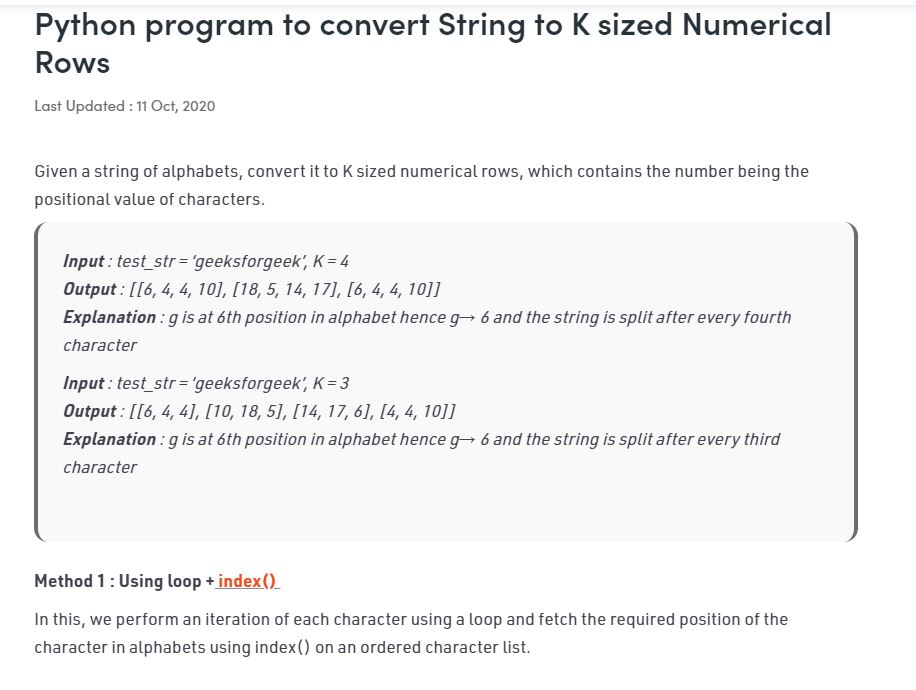 Python program to convert String to K sized Numerical
Rows
Last Updated : 11 Oct, 2020
Given a string of alphabets, convert it to K sized numerical rows, which contains the number being the
positional value of characters.
Input : test_str = ‘geeksforgeek’, K = 4
Output : [[6, 4, 4, 10], [18, 5, 14, 17], [6, 4, 4, 10]]
Explanation : g is at 6th position in alphabet hence g→ 6 and the string is split after every fourth
character
Input : test_str = ‘geeksforgeek’, K = 3
Output : [[6, 4, 4], [10, 18, 5], [14, 17, 6], [4, 4, 10]]
Explanation : g is at 6th position in alphabet hence g→ 6 and the string is split after every third
character
Method 1 : Using loop + index()
In this, we perform an iteration of each character using a loop and fetch the required position of the
character in alphabets using index() on an ordered character list.